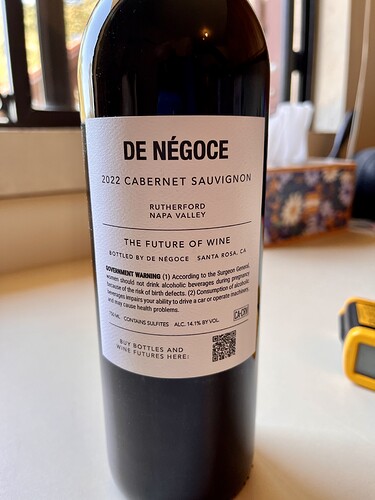 DE NÉGOCE
2022 CABERNET SAUVIGNON
RUTHERFORD
NAPA VALLEY
THE FUTURE OF WINE
BOTTLED BY DE NÉGOCE SANTA ROSA, CA
GOVERNMENT WARNING (1) According to the Surgeon General,
women should not drink alcoholic beverages during pregnancy
because of the risk of birth defects. (2) Consumption of alcoholic
beverages impairs your ability to drive a car or operate machinery,
and may cause health problems.
750 ML CONTAINS SULFITES ALC. 14.1% BY VOL.
CA CRV
BUY BOTTLES AND
WINE FUTURES HERE: